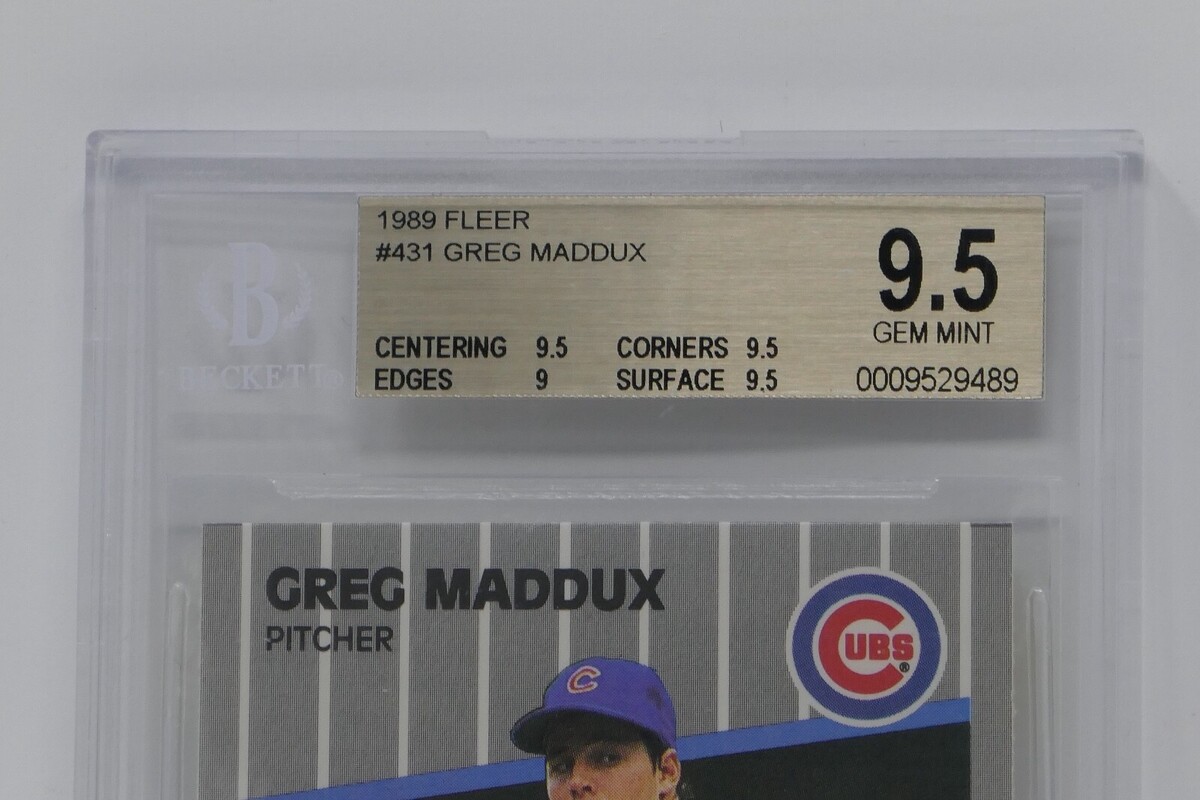 1989 FLEER
#431 GREG MADDUX
9.5
GEM MINT
CENTERING 9.5 CORNERS 9.5
EDGES 9 SURFACE 9.5
0009529489
B
BECKETT®
GREG MADDUX
PITCHER
CUBS®
C